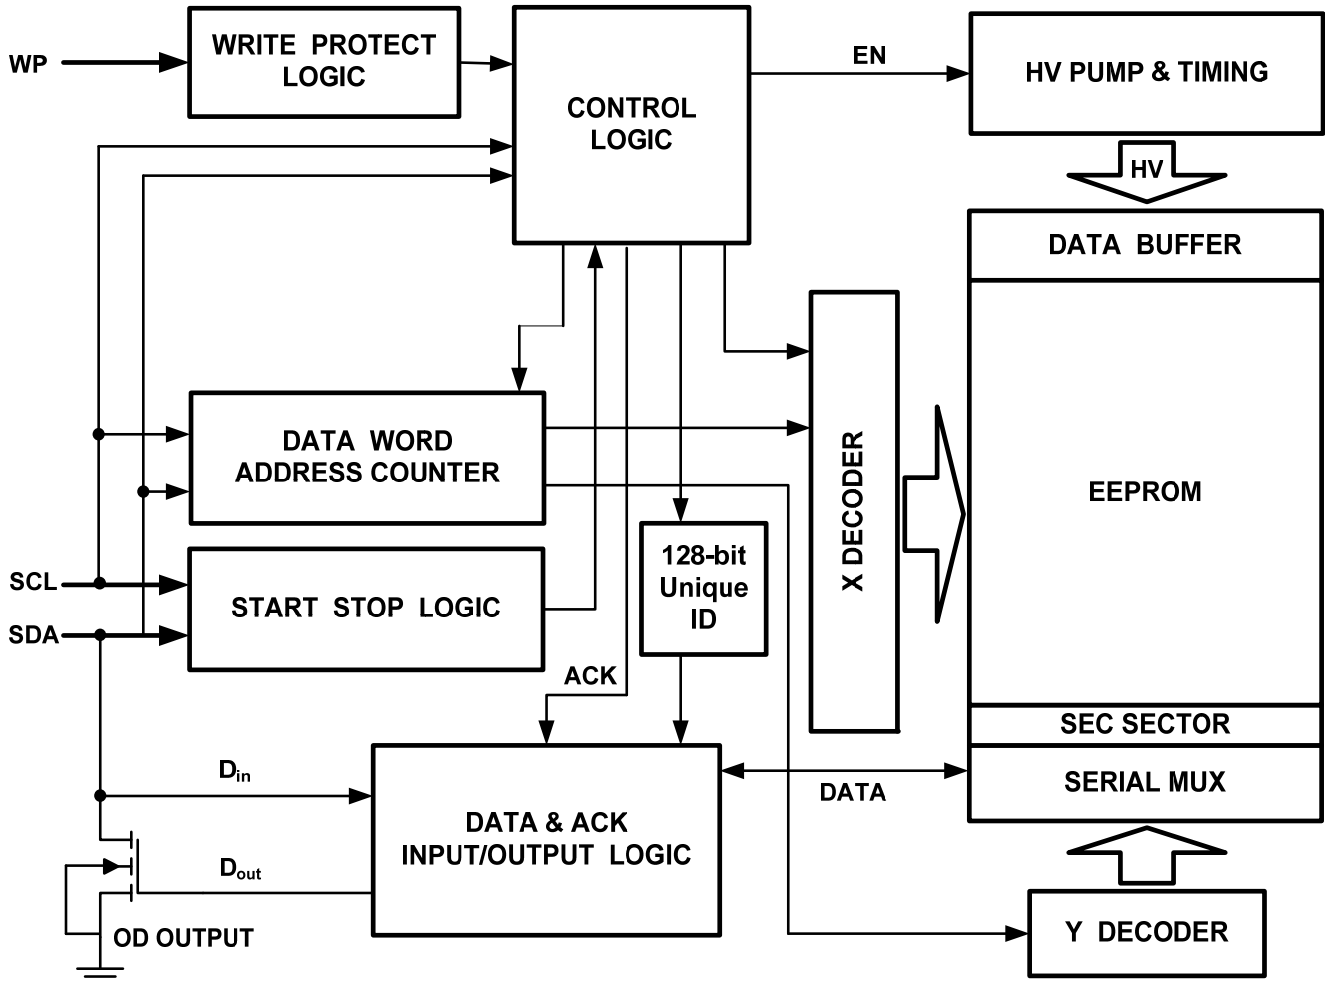 WP
WRITE PROTECT
LOGIC
CONTROL
LOGIC
EN
HV PUMP & TIMING
HV
DATA BUFFER
EEPROM
SEC SECTOR
SERIAL MUX
X DECODER
DATA WORD
ADDRESS COUNTER
SCL
START STOP LOGIC
SDA
128-bit
Unique
ID
ACK
Din
DATA & ACK
INPUT/OUTPUT LOGIC
DATA
Dout
OD OUTPUT
Y DECODER